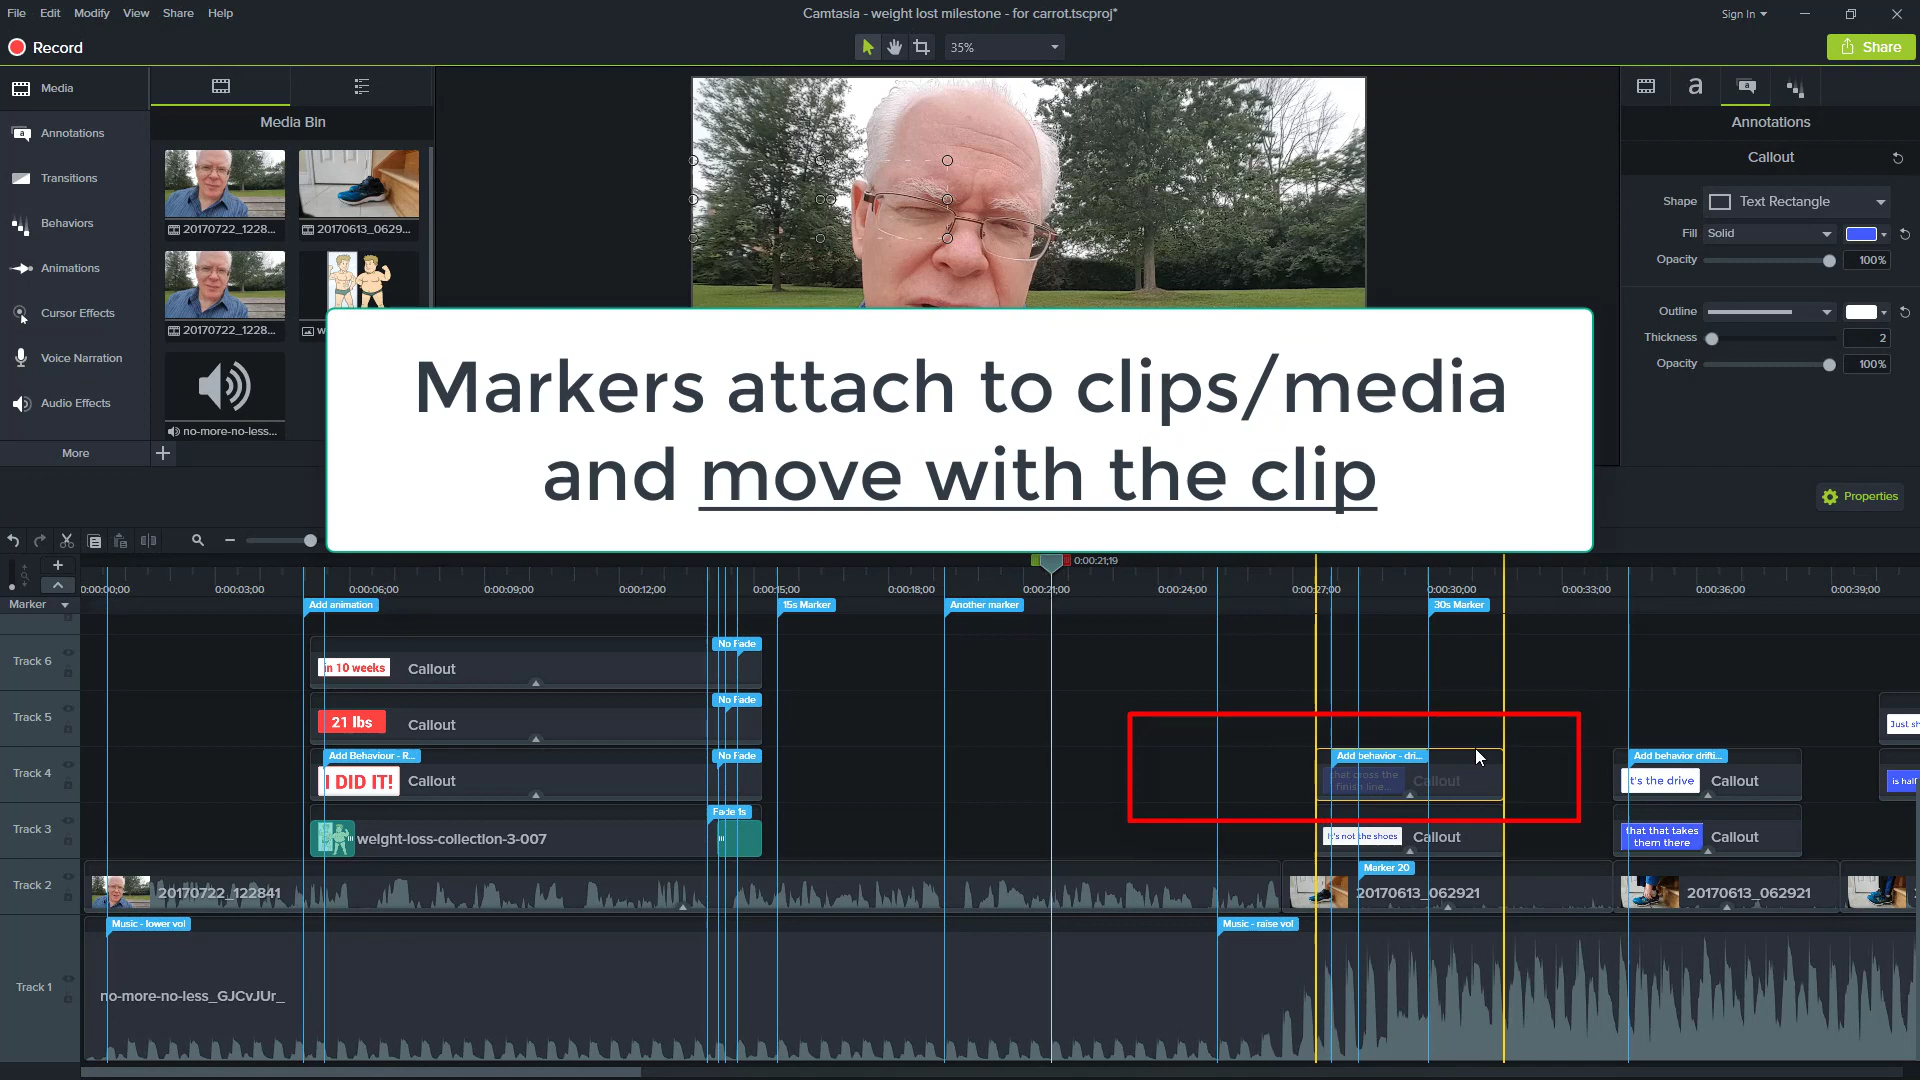 File Edit Modify View Share Help
Camtasia - weight lost milestone - for carrot.tscproj*
Sign In
Record
35%
Share
Media
Annotations
Transitions
Behaviors
Animations
Cursor Effects
Voice Narration
Audio Effects
More
Media Bin
20170722_1228...
20170613_0629...
20170722_1228...
w
no-more-no-less...
Annotations
Callout
Shape Text Rectangle
Fill Solid
Opacity 100%
Outline
Thickness 2
Opacity 100%
Properties
Markers attach to clips/media
and move with the clip
0:00:21;19
0:00:00;00 0:00:03;00 0:00:06;00 0:00:09;00 0:00:12;00 0:00:15;00 0:00:18;00 0:00:21;00 0:00:24;00 0:00:27;00 0:00:30;00 0:00:33;00 0:00:36;00 0:00:39;00
Marker
Add animation
15s Marker
Another marker
30s Marker
No Fade
Track 6
in 10 weeks
Callout
No Fade
Track 5
21 lbs
Callout
Just sh
Add Behaviour - R...
No Fade
Add behavior - dri...
Add behavior drifti...
Track 4
I DID IT!
Callout
that cross the
finish line...
Callout
It's the drive
Callout
is half
Fade 1s
Track 3
weight-loss-collection-3-007
It's not the shoes
Callout
that that takes
them there
Callout
Marker 20
Track 2
20170722_122841
20170613_062921
20170613_062921
Music - lower vol
Music - raise vol
Track 1
no-more-no-less_GJCvJUr_